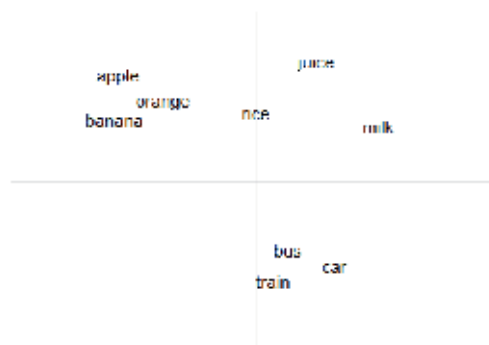 juice
apple
orange
rice
banana
milk
bus
car
train